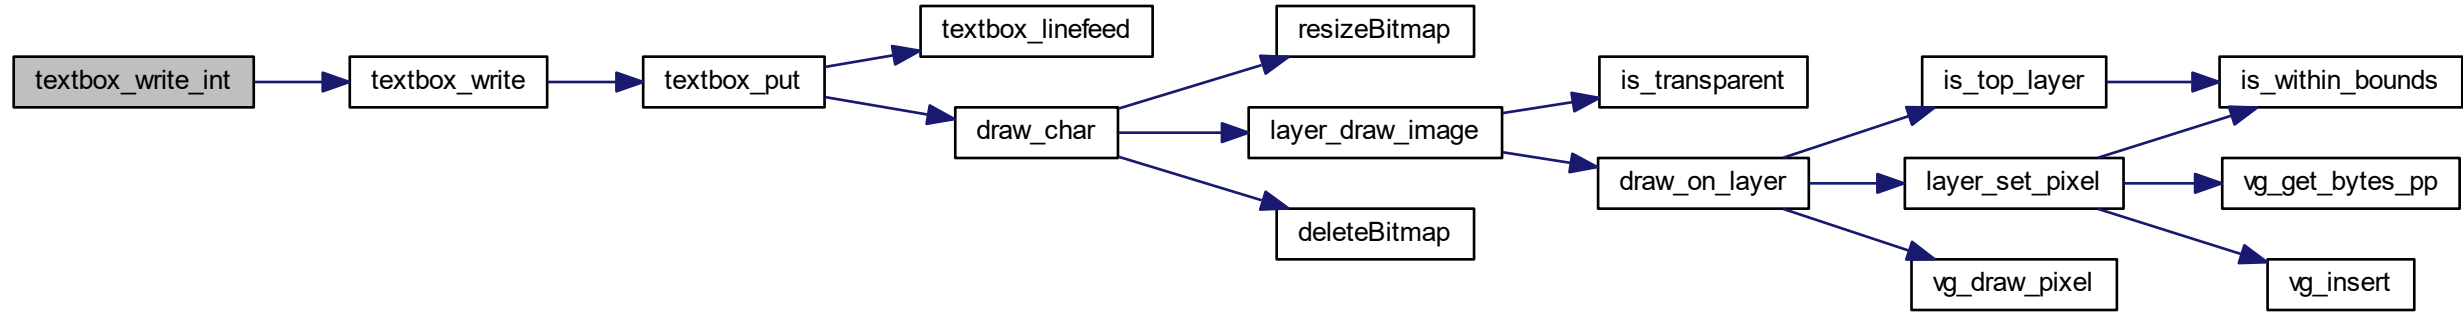 textbox_write_int
textbox_write
textbox_put
textbox_linefeed
draw_char
resizeBitmap
layer_draw_image
deleteBitmap
is_transparent
draw_on_layer
is_top_layer
layer_set_pixel
vg_draw_pixel
is_within_bounds
vg_get_bytes_pp
vg_insert